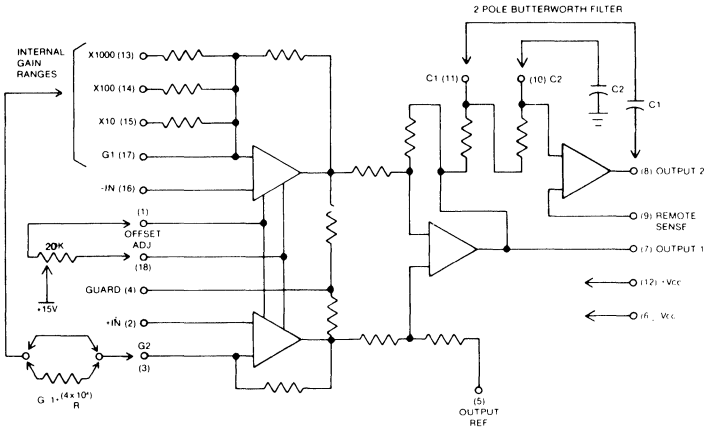 2 POLE BUTTERWORTH FILTER
INTERNAL
GAIN
RANGES
X1000 (13)
X100 (14)
X10 (15)
G1 (17)
-IN (16)
(1)
OFFSET
ADJ
(18)
20K
+15V
GUARD (4)
+IN (2)
G2
(3)
G 1+(4x10⁴)
R
C1 (11)
(10) C2
C2
C1
(8) OUTPUT 2
(9) REMOTE
SENSE
(7) OUTPUT 1
(12) +Vcc
(6 Vcc
(5)
OUTPUT
REF